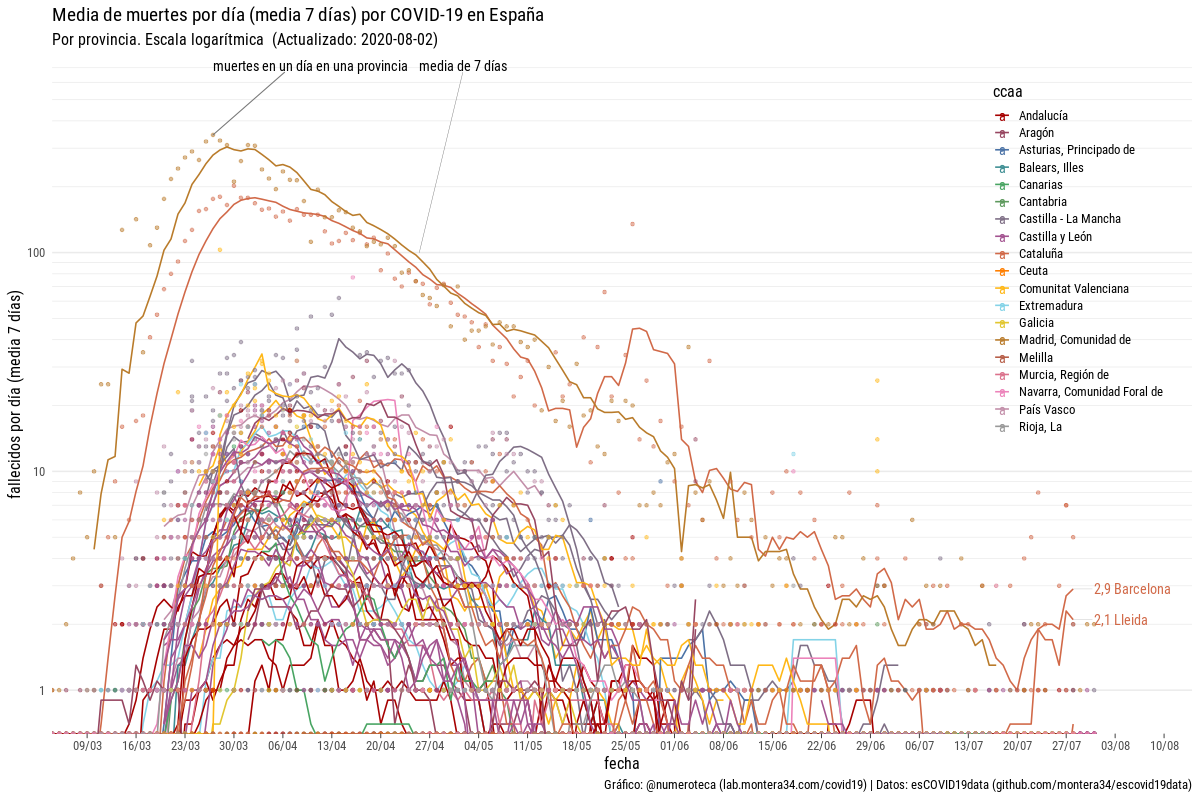 Media de muertes por día (media 7 días) por COVID-19 en España
Por provincia. Escala logarítmica  (Actualizado: 2020-08-02)
muertes en un día en una provincia
media de 7 días
ccaa
Andalucía
Aragón
Asturias, Principado de
Balears, Illes
Canarias
Cantabria
Castilla - La Mancha
Castilla y León
Cataluña
Ceuta
Comunitat Valenciana
Extremadura
Galicia
Madrid, Comunidad de
Melilla
Murcia, Región de
Navarra, Comunidad Foral de
País Vasco
Rioja, La
fallecidos por día (media  7 días)
100
10
1
2,9 Barcelona
2,1 Lleida
09/03
16/03
23/03
30/03
06/04
13/04
20/04
27/04
04/05
11/05
18/05
25/05
01/06
08/06
15/06
22/06
29/06
06/07
13/07
20/07
27/07
03/08
10/08
fecha
Gráfico: @numeroteca (lab.montera34.com/covid19) | Datos: esCOVID19data (github.com/montera34/escovid19data)